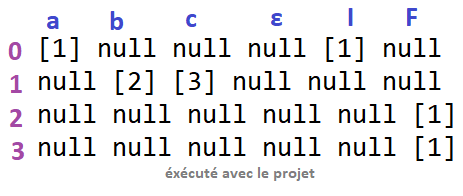 a b c ε I F
0 [1] null null null [1] null
1 null [2] [3] null null null
2 null null null null null [1]
3 null null null null null [1]
éxécuté avec le projet